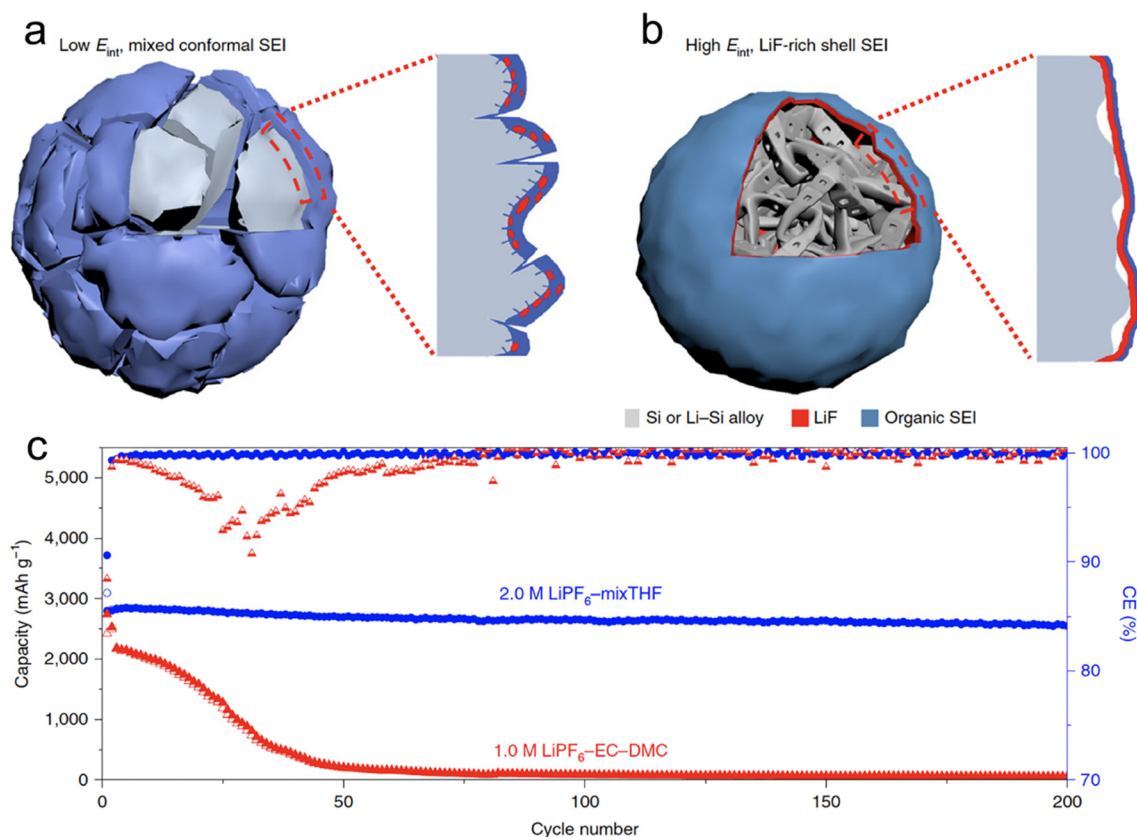 a
Low E_int, mixed conformal SEI
b
High E_int, LiF-rich shell SEI
Si or Li–Si alloy
LiF
Organic SEI
c
5,000
4,000
3,000
2,000
1,000
0
Capacity (mAh g⁻¹)
2.0 M LiPF₆–mixTHF
1.0 M LiPF₆–EC–DMC
100
90
80
70
CE (%)
0
50
100
150
200
Cycle number